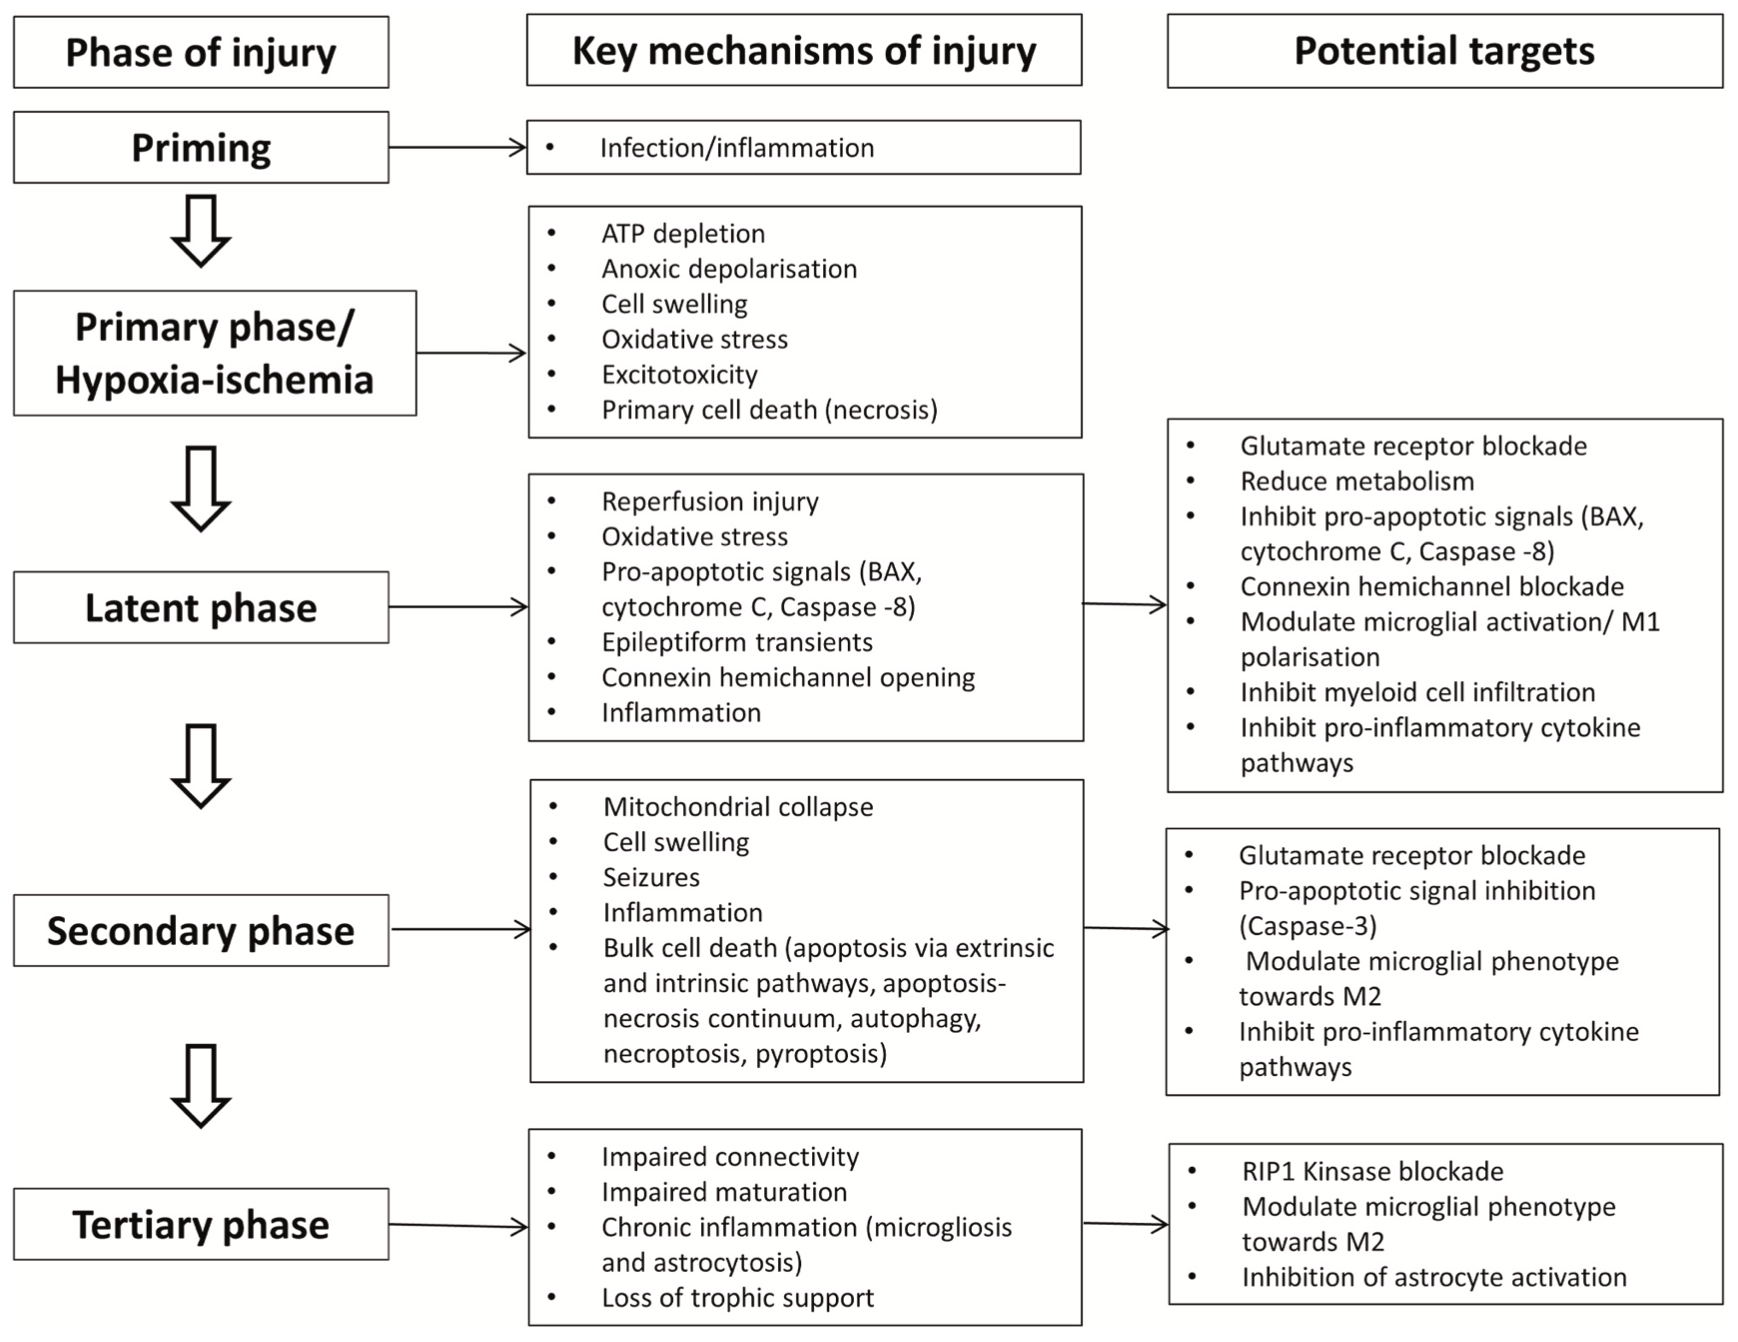 Phase of injury
Key mechanisms of injury
Potential targets
Priming
• Infection/inflammation
Primary phase/
Hypoxia-ischemia
• ATP depletion
• Anoxic depolarisation
• Cell swelling
• Oxidative stress
• Excitotoxicity
• Primary cell death (necrosis)
Latent phase
• Reperfusion injury
• Oxidative stress
• Pro-apoptotic signals (BAX,
cytochrome C, Caspase -8)
• Epileptiform transients
• Connexin hemichannel opening
• Inflammation
• Glutamate receptor blockade
• Reduce metabolism
• Inhibit pro-apoptotic signals (BAX,
cytochrome C, Caspase -8)
• Connexin hemichannel blockade
• Modulate microglial activation/ M1
polarisation
• Inhibit myeloid cell infiltration
• Inhibit pro-inflammatory cytokine
pathways
Secondary phase
• Mitochondrial collapse
• Cell swelling
• Seizures
• Inflammation
• Bulk cell death (apoptosis via extrinsic
and intrinsic pathways, apoptosis-
necrosis continuum, autophagy,
necroptosis, pyroptosis)
• Glutamate receptor blockade
• Pro-apoptotic signal inhibition
(Caspase-3)
• Modulate microglial phenotype
towards M2
• Inhibit pro-inflammatory cytokine
pathways
Tertiary phase
• Impaired connectivity
• Impaired maturation
• Chronic inflammation (microgliosis
and astrocytosis)
• Loss of trophic support
• RIP1 Kinsase blockade
• Modulate microglial phenotype
towards M2
• Inhibition of astrocyte activation